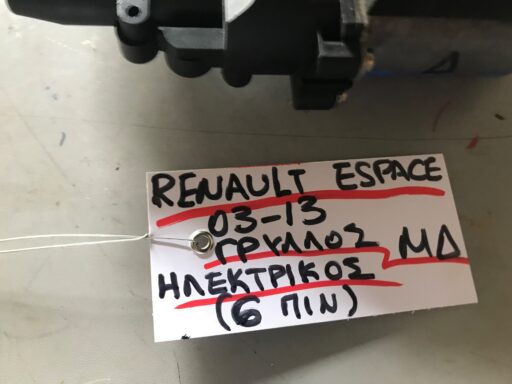 RENAULT ESPACE
03-13
ΓΡΥΛΛΟΣ ΜΔ
ΗΛΕΚΤΡΙΚΟΣ
(6 ΠΙΝ)
Δ